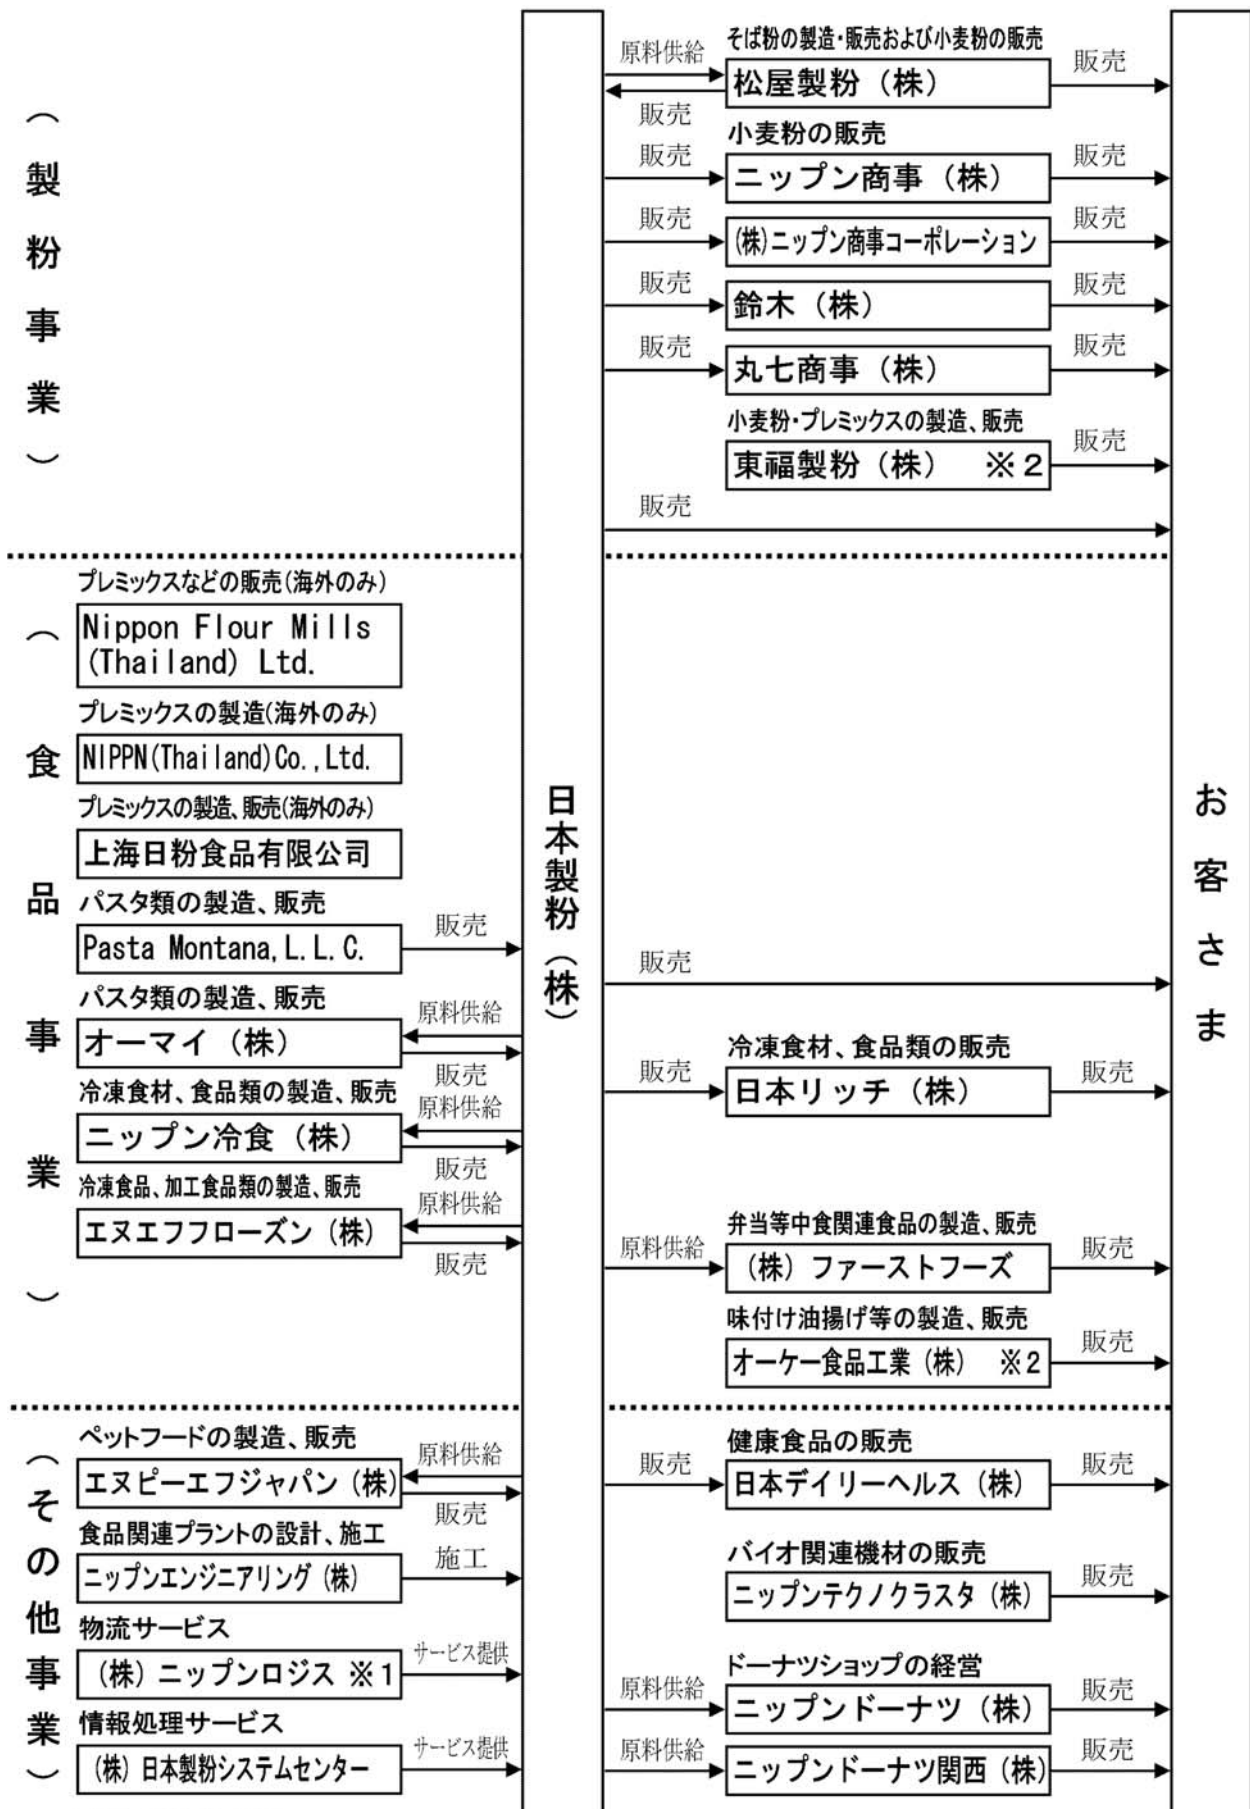 （製粉事業）
そば粉の製造・販売および小麦粉の販売
原料供給
松屋製粉（株）
販売
販売
小麦粉の販売
販売
ニップン商事（株）
販売
販売
(株)ニップン商事コーポレーション
販売
販売
鈴木（株）
販売
販売
丸七商事（株）
販売
小麦粉・プレミックスの製造、販売
東福製粉（株） ※２
販売
販売
（食品事業）
プレミックスなどの販売(海外のみ)
Nippon Flour Mills
(Thailand) Ltd.
プレミックスの製造(海外のみ)
NIPPN(Thailand)Co.,Ltd.
プレミックスの製造、販売(海外のみ)
上海日粉食品有限公司
パスタ類の製造、販売
Pasta Montana,L.L.C.
販売
パスタ類の製造、販売
オーマイ（株）
原料供給
販売
冷凍食材、食品類の製造、販売
ニップン冷食（株）
原料供給
販売
冷凍食品、加工食品類の製造、販売
エヌエフフローズン（株）
原料供給
販売
日本製粉（株）
販売
冷凍食材、食品類の販売
販売
日本リッチ（株）
販売
弁当等中食関連食品の製造、販売
原料供給
（株）ファーストフーズ
販売
味付け油揚げ等の製造、販売
オーケー食品工業（株） ※２
販売
お客さま
（その他事業）
ペットフードの製造、販売
エヌピーエフジャパン（株）
原料供給
販売
食品関連プラントの設計、施工
ニップンエンジニアリング（株）
施工
物流サービス
（株）ニップンロジス ※１
サービス提供
情報処理サービス
（株）日本製粉システムセンター
サービス提供
健康食品の販売
販売
日本デイリーヘルス（株）
販売
バイオ関連機材の販売
ニップンテクノクラスタ（株）
販売
ドーナツショップの経営
原料供給
ニップンドーナツ（株）
販売
原料供給
ニップンドーナツ関西（株）
販売